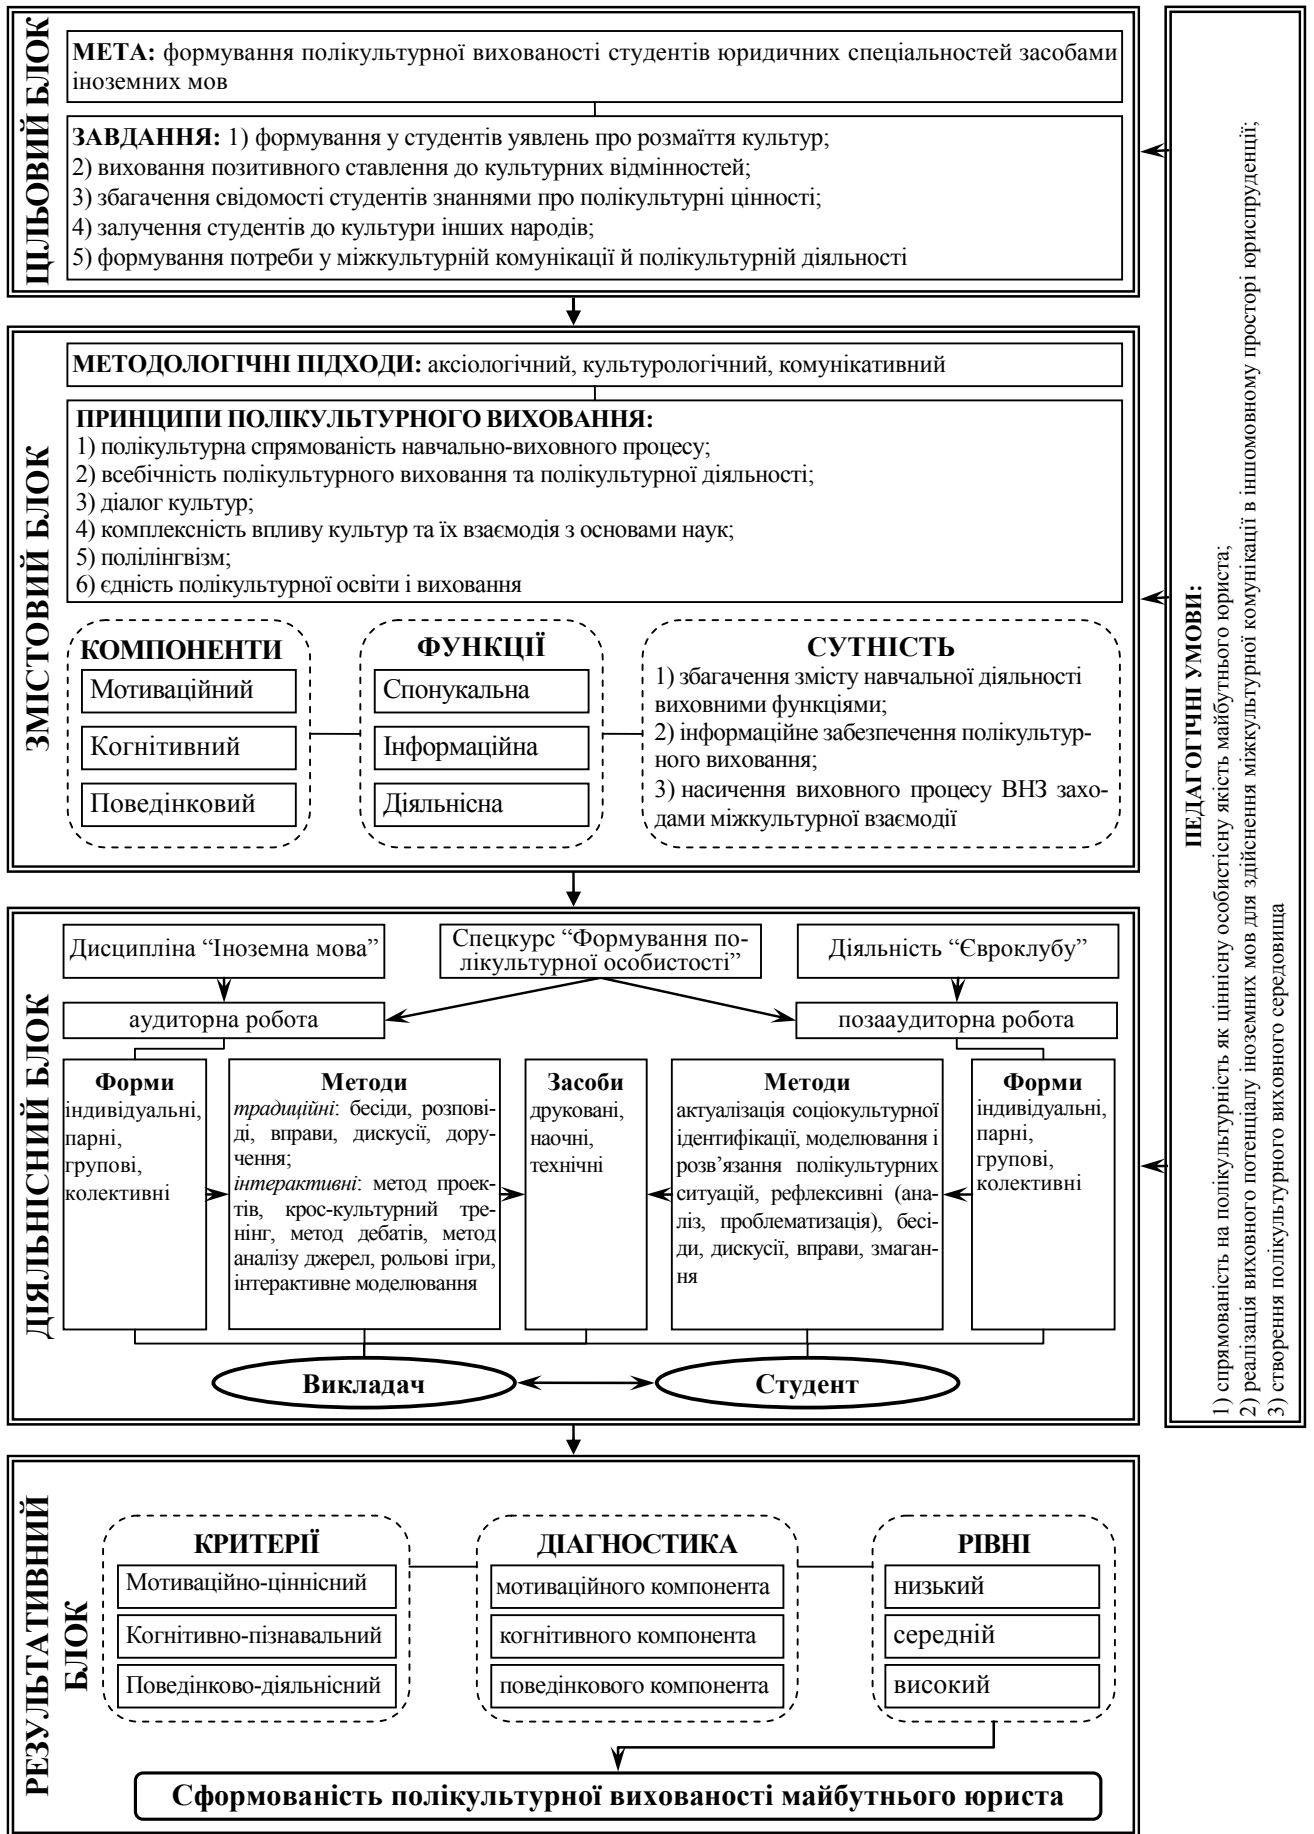 ЦІЛЬОВИЙ БЛОК
МЕТА: формування полікультурної вихованості студентів юридичних спеціальностей засобами
іноземних мов
ЗАВДАННЯ: 1) формування у студентів уявлень про розмаїття культур;
2) виховання позитивного ставлення до культурних відмінностей;
3) збагачення свідомості студентів знаннями про полікультурні цінності;
4) залучення студентів до культури інших народів;
5) формування потреби у міжкультурній комунікації й полікультурній діяльності
ЗМІСТОВИЙ БЛОК
МЕТОДОЛОГІЧНІ ПІДХОДИ: аксіологічний, культурологічний, комунікативний
ПРИНЦИПИ ПОЛІКУЛЬТУРНОГО ВИХОВАННЯ:
1) полікультурна спрямованість навчально-виховного процесу;
2) всебічність полікультурного виховання та полікультурної діяльності;
3) діалог культур;
4) комплексність впливу культур та їх взаємодія з основами наук;
5) полілінгвізм;
6) єдність полікультурної освіти і виховання
КОМПОНЕНТИ
Мотиваційний
Когнітивний
Поведінковий
ФУНКЦІЇ
Спонукальна
Інформаційна
Діяльнісна
СУТНІСТЬ
1) збагачення змісту навчальної діяльності
виховними функціями;
2) інформаційне забезпечення полікультур-
ного виховання;
3) насичення виховного процесу ВНЗ захо-
дами міжкультурної взаємодії
ДІЯЛЬНІСНИЙ БЛОК
Дисципліна “Іноземна мова”
Спецкурс “Формування по-
лікультурної особистості”
Діяльність “Євроклубу”
аудиторна робота
позааудиторна робота
Форми
індивідуальні,
парні,
групові,
колективні
Методи
традиційні: бесіди, розпові-
ді, вправи, дискусії, дору-
чення;
інтерактивні: метод проек-
тів, крос-культурний тре-
нінг, метод дебатів, метод
аналізу джерел, рольові ігри,
інтерактивне моделювання
Засоби
друковані,
наочні,
технічні
Методи
актуалізація соціокультурної
ідентифікації, моделювання і
розв’язання полікультурних
ситуацій, рефлексивні (ана-
ліз, проблематизація), бесі-
ди, дискусії, вправи, змаган-
ня
Форми
індивідуальні,
парні,
групові,
колективні
Викладач
Студент
РЕЗУЛЬТАТИВНИЙ
БЛОК
КРИТЕРІЇ
Мотиваційно-ціннісний
Когнітивно-пізнавальний
Поведінково-діяльнісний
ДІАГНОСТИКА
мотиваційного компонента
когнітивного компонента
поведінкового компонента
РІВНІ
низький
середній
високий
Сформованість полікультурної вихованості майбутнього юриста
ПЕДАГОГІЧНІ УМОВИ:
1) спрямованість на полікультурність як ціннісну особистісну якість майбутнього юриста;
2) реалізація виховного потенціалу іноземних мов для здійснення міжкультурної комунікації в іншомовному просторі юриспруденції;
3) створення полікультурного виховного середовища